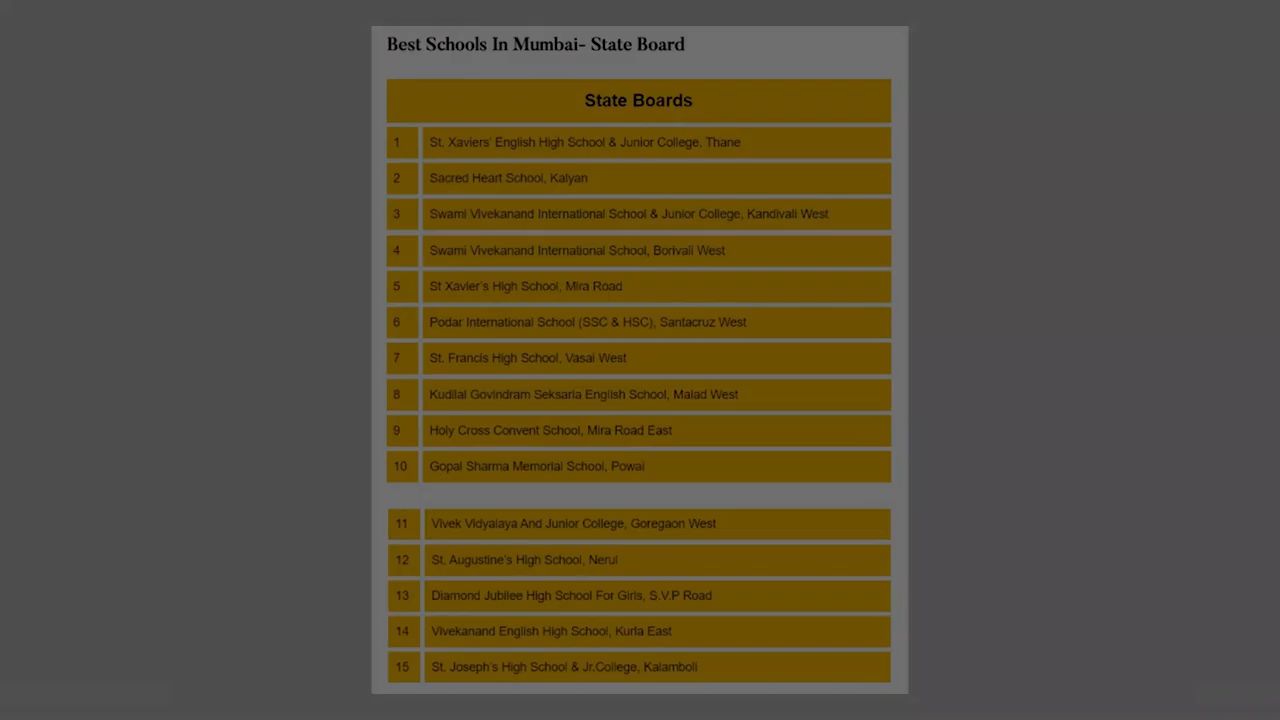 Best Schools In Mumbai- State Board
State Boards
1 St. Xaviers' English High School & Junior College, Thane
2 Sacred Heart School, Kalyan
3 Swami Vivekanand International School & Junior College, Kandivali West
4 Swami Vivekanand International School, Borivali West
5 St Xavier's High School, Mira Road
6 Podar International School (SSC & HSC), Santacruz West
7 St. Francis High School, Vasai West
8 Kudilal Govindram Seksaria English School, Malad West
9 Holy Cross Convent School, Mira Road East
10 Gopal Sharma Memorial School, Powai
11 Vivek Vidyalaya And Junior College, Goregaon West
12 St. Augustine's High School, Nerul
13 Diamond Jubilee High School For Girls, S.V.P Road
14 Vivekanand English High School, Kurla East
15 St. Joseph's High School & Jr.College, Kalamboli